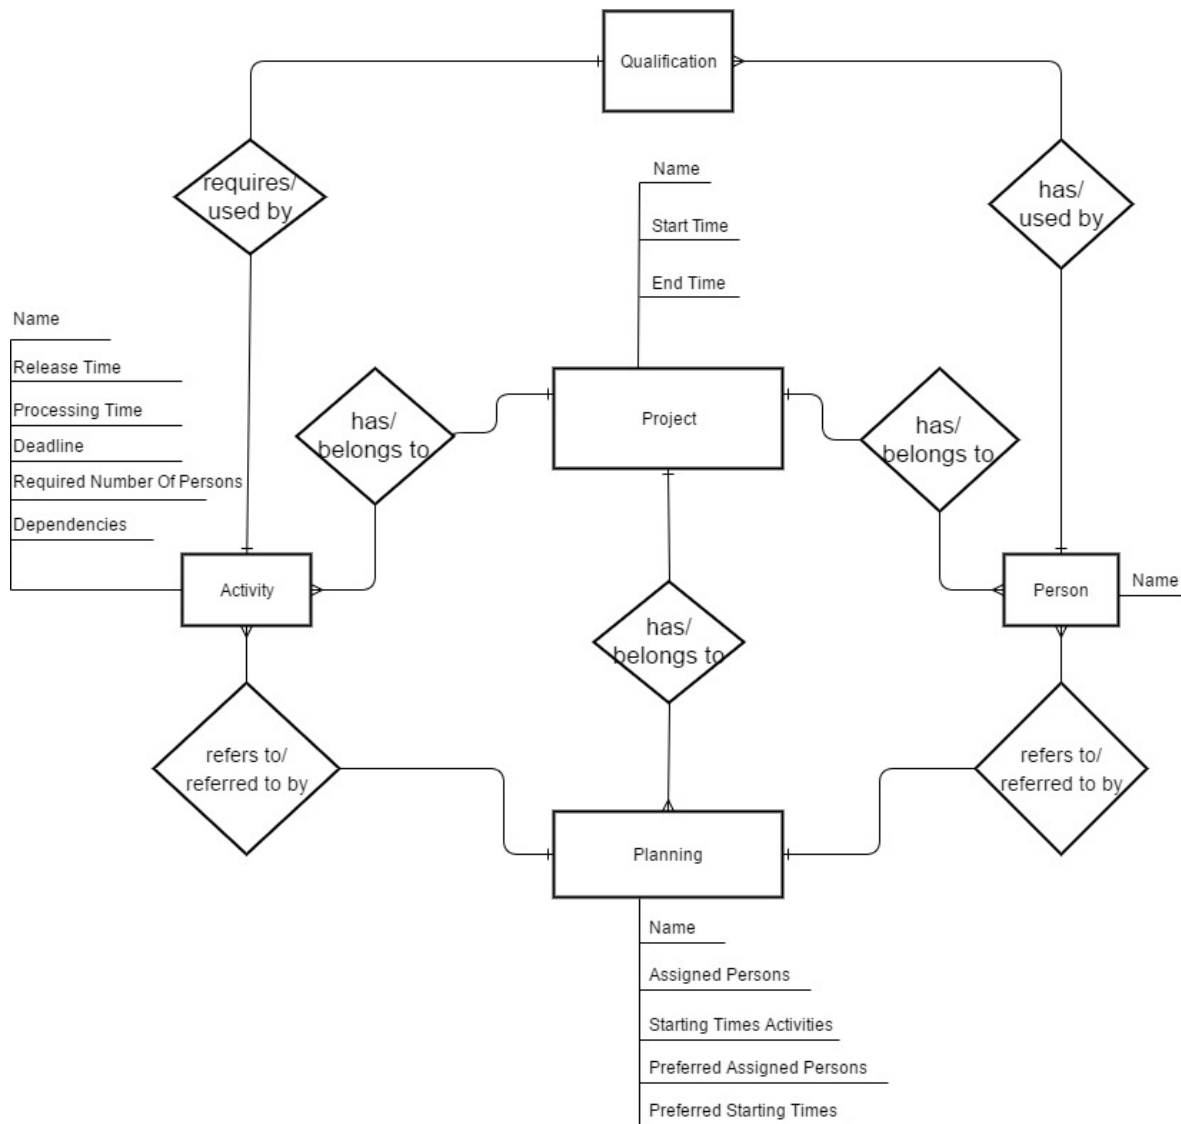 Qualification
requires/
used by
has/
used by
Name
Start Time
End Time
Name
Release Time
Processing Time
Deadline
Required Number Of Persons
Dependencies
has/
belongs to
Project
has/
belongs to
Activity
has/
belongs to
Person
Name
refers to/
referred to by
refers to/
referred to by
Planning
Name
Assigned Persons
Starting Times Activities
Preferred Assigned Persons
Preferred Starting Times